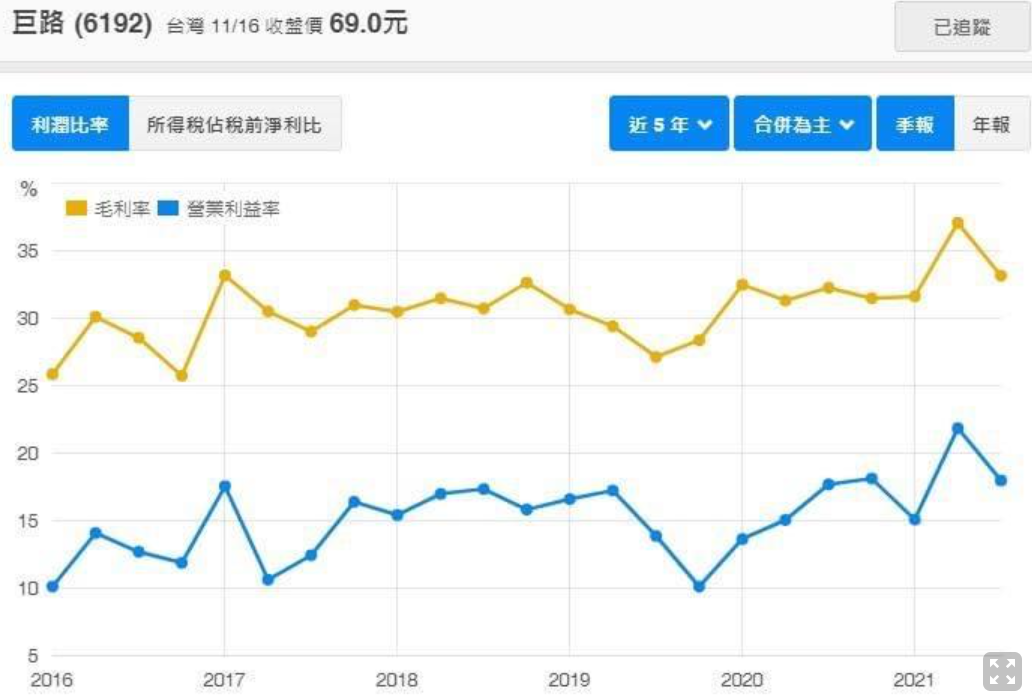 巨路 (6192) 台灣 11/16 收盤價 69.0元
已追蹤
利潤比率 所得稅佔稅前淨利比
近 5 年 合併為主 季報 年報
%
毛利率 營業利益率
35
30
25
20
15
10
5
2016 2017 2018 2019 2020 2021